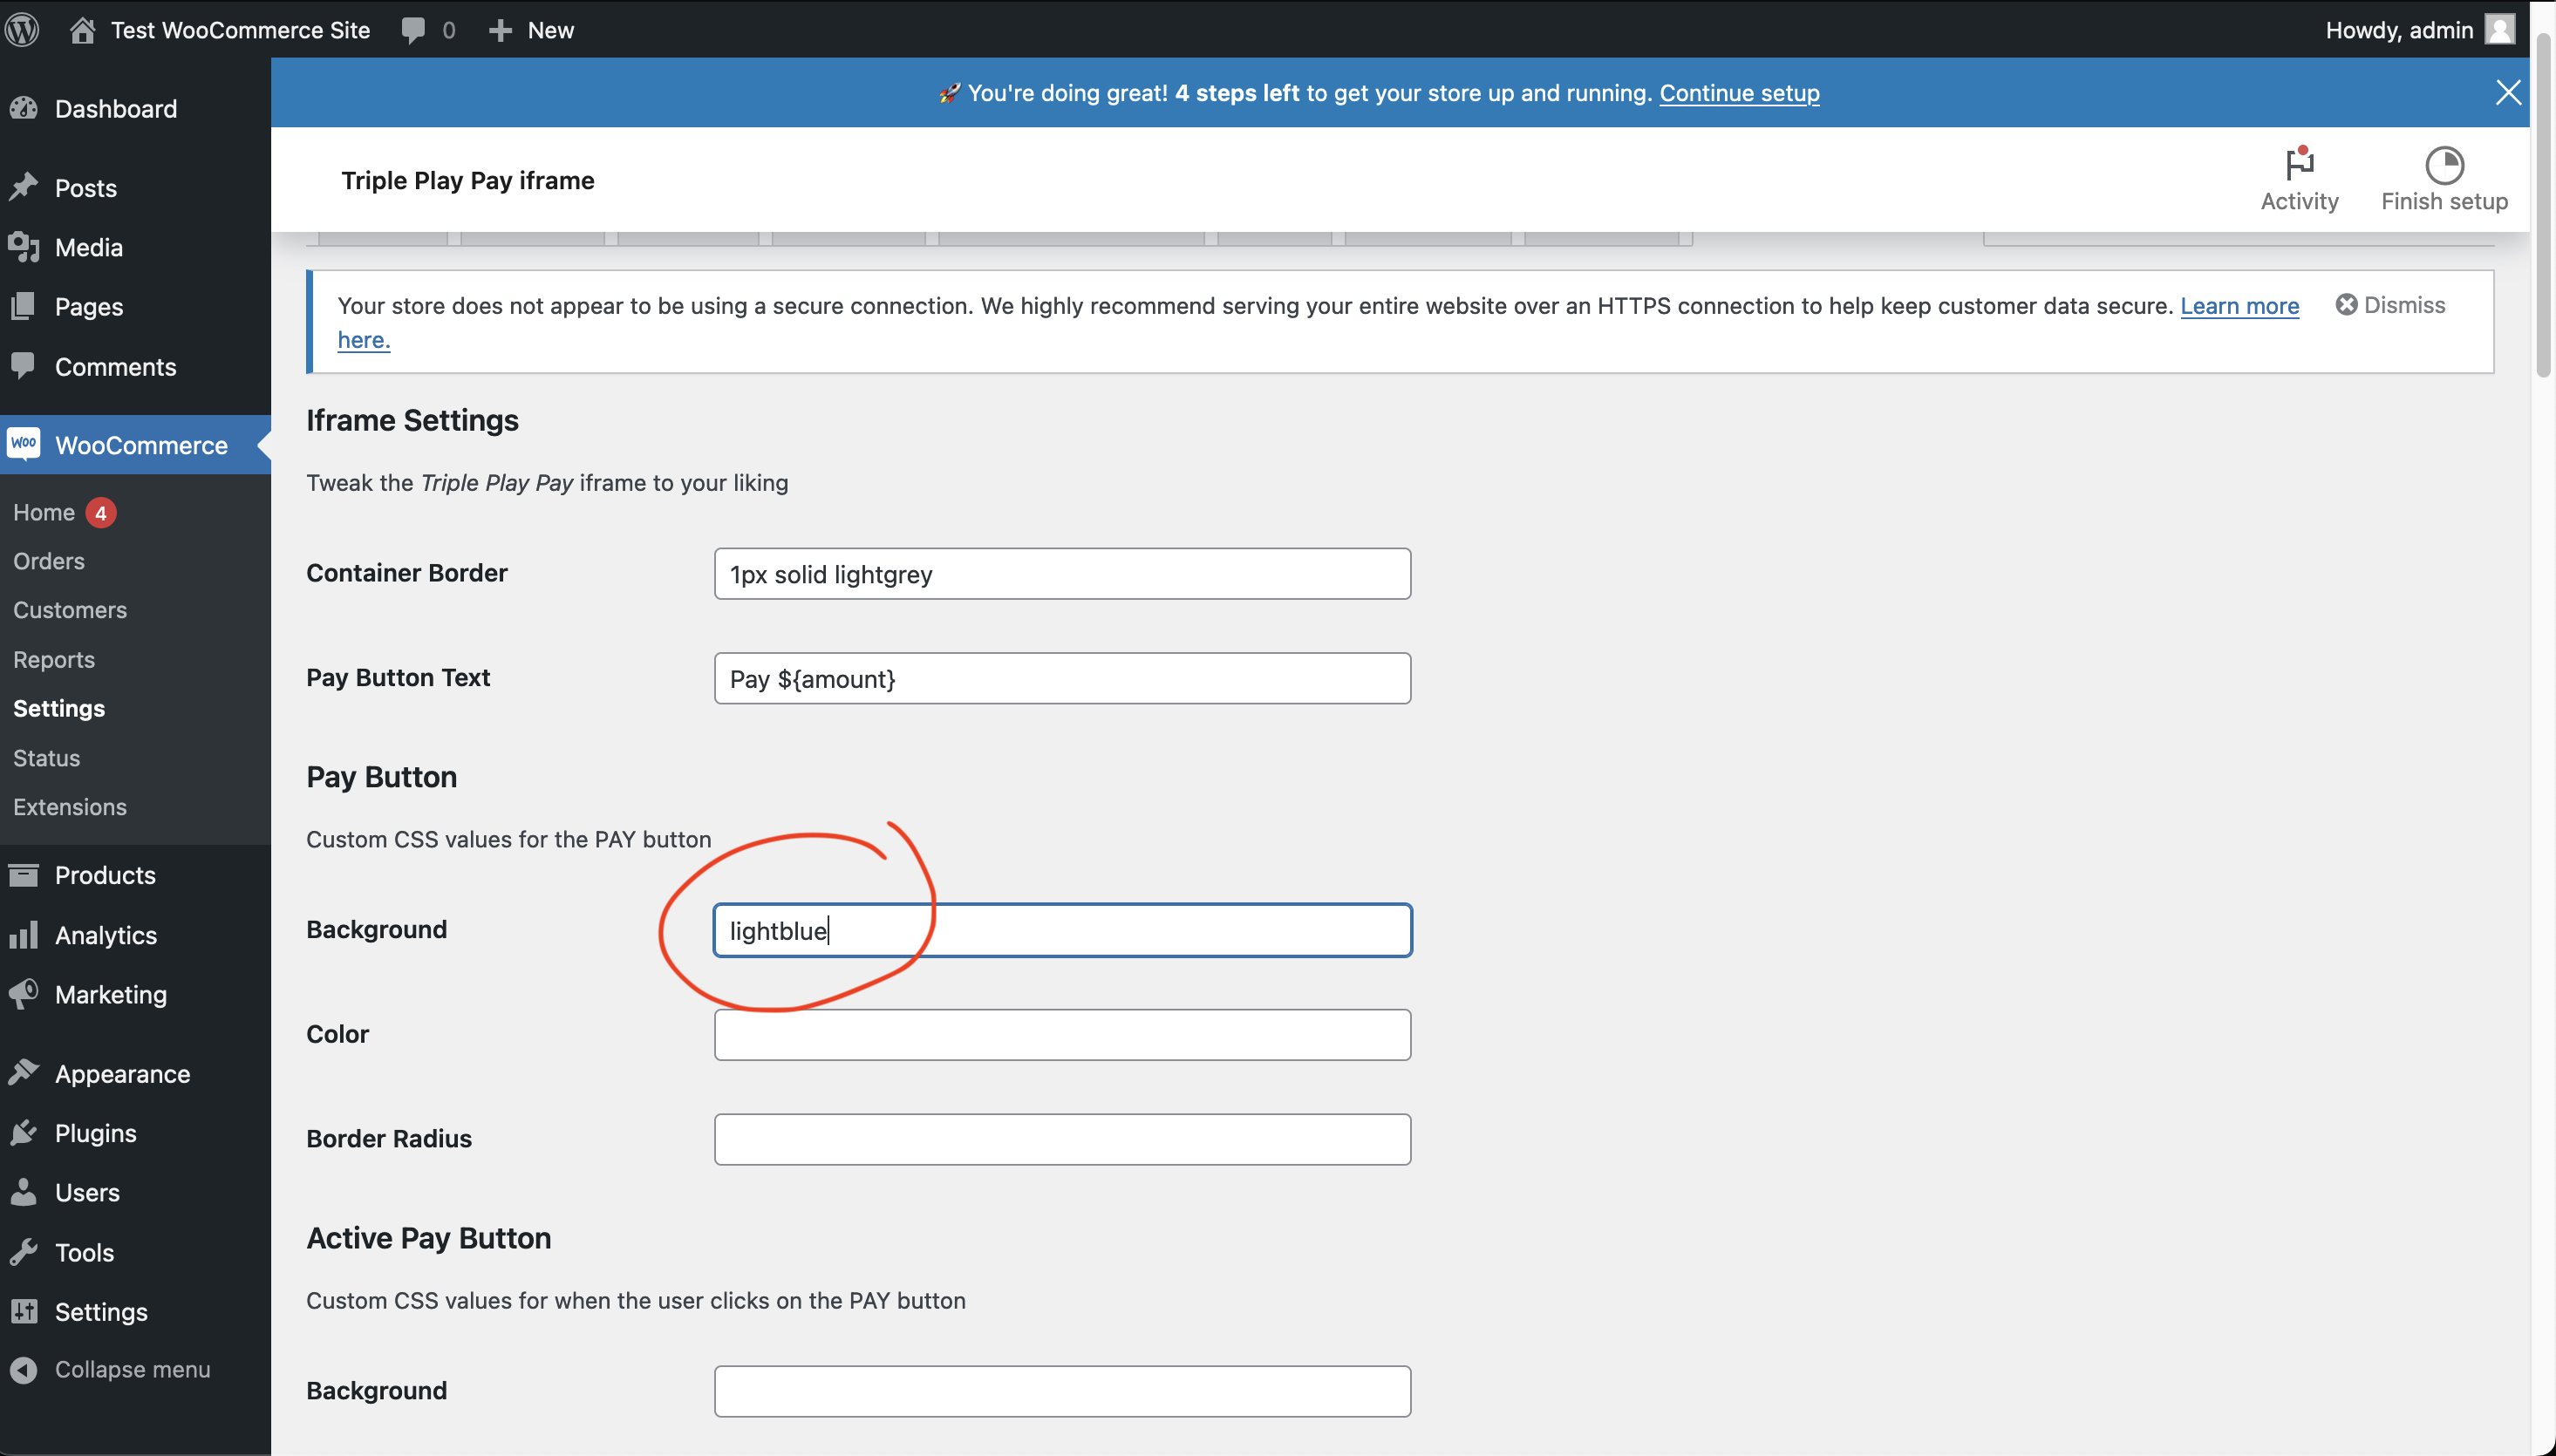 Test WooCommerce Site 0 New Howdy, admin
🚀 You're doing great! 4 steps left to get your store up and running. Continue setup
Triple Play Pay iframe
Activity Finish setup
Dashboard
Posts
Media
Pages
Comments
Woo WooCommerce
Home 4
Orders
Customers
Reports
Settings
Status
Extensions
Products
Analytics
Marketing
Appearance
Plugins
Users
Tools
Settings
Collapse menu
Your store does not appear to be using a secure connection. We highly recommend serving your entire website over an HTTPS connection to help keep customer data secure. Learn more
here.
Dismiss
Iframe Settings
Tweak the Triple Play Pay iframe to your liking
Container Border 1px solid lightgrey
Pay Button Text Pay ${amount}
Pay Button
Custom CSS values for the PAY button
Background lightblue
Color
Border Radius
Active Pay Button
Custom CSS values for when the user clicks on the PAY button
Background